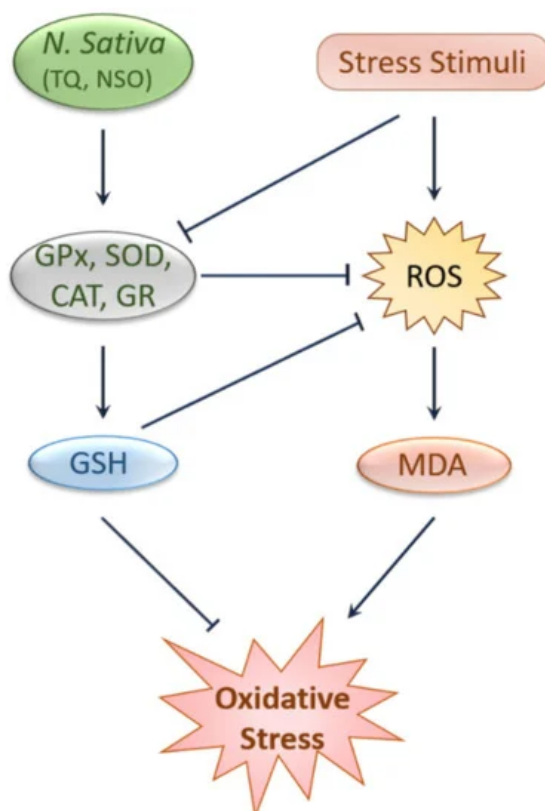 N. Sativa
(TQ, NSO)
Stress Stimuli
GPx, SOD,
CAT, GR
ROS
GSH
MDA
Oxidative
Stress